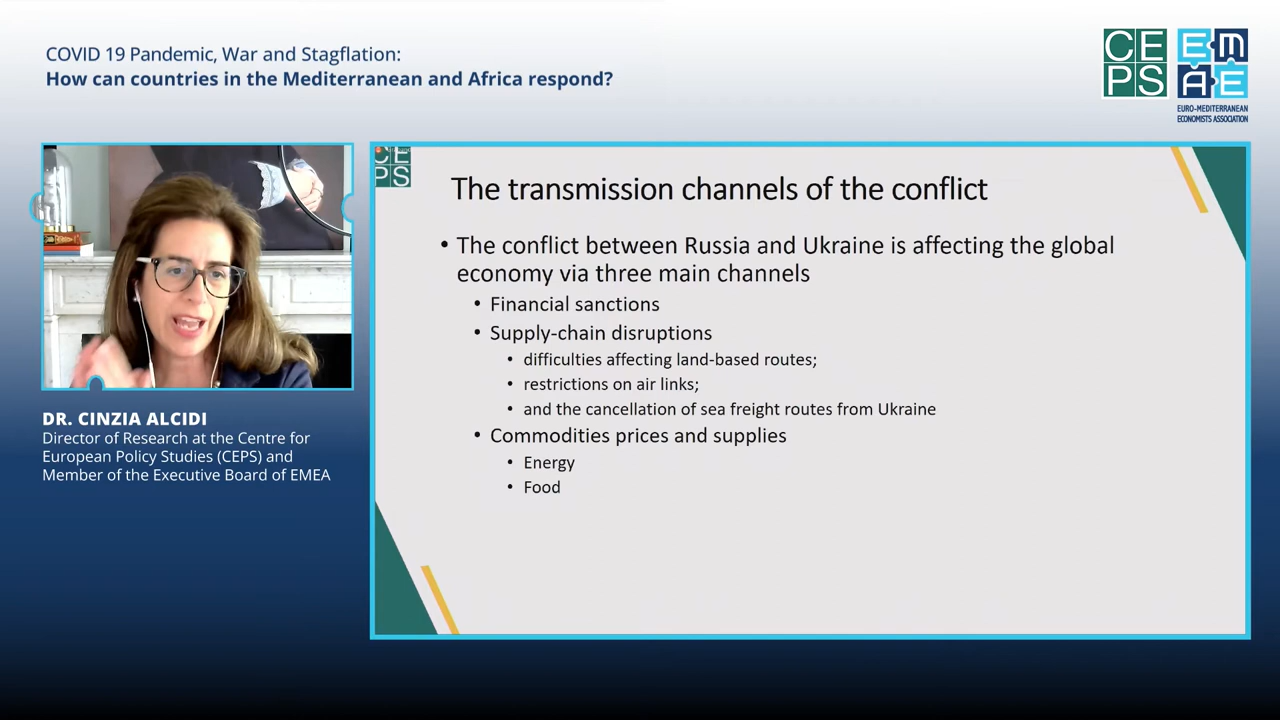 COVID 19 Pandemic, War and Stagflation:
How can countries in the Mediterranean and Africa respond?
CE
PS
EM
AE
EURO-MEDITERRANEAN
ECONOMISTS ASSOCIATION
CE
PS
The transmission channels of the conflict
• The conflict between Russia and Ukraine is affecting the global
economy via three main channels
• Financial sanctions
• Supply-chain disruptions
• difficulties affecting land-based routes;
• restrictions on air links;
• and the cancellation of sea freight routes from Ukraine
• Commodities prices and supplies
• Energy
• Food
DR. CINZIA ALCIDI
Director of Research at the Centre for
European Policy Studies (CEPS) and
Member of the Executive Board of EMEA